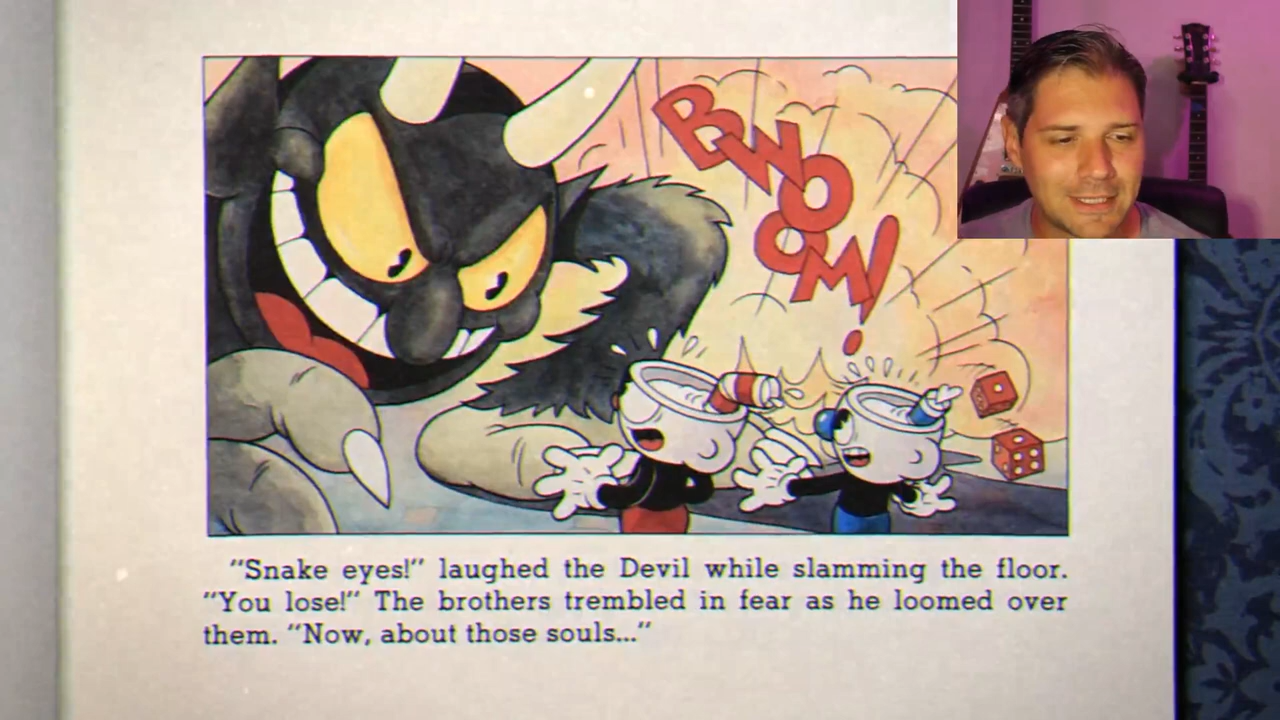 BWOOM!
“Snake eyes!” laughed the Devil while slamming the floor.
“You lose!” The brothers trembled in fear as he loomed over
them. “Now, about those souls...”